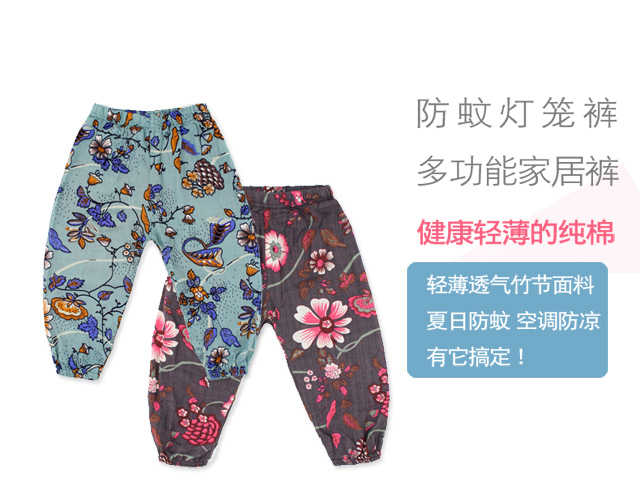 防蚊灯笼裤
多功能家居裤
健康轻薄的纯棉
轻薄透气竹节面料
夏日防蚊 空调防凉
有它搞定！